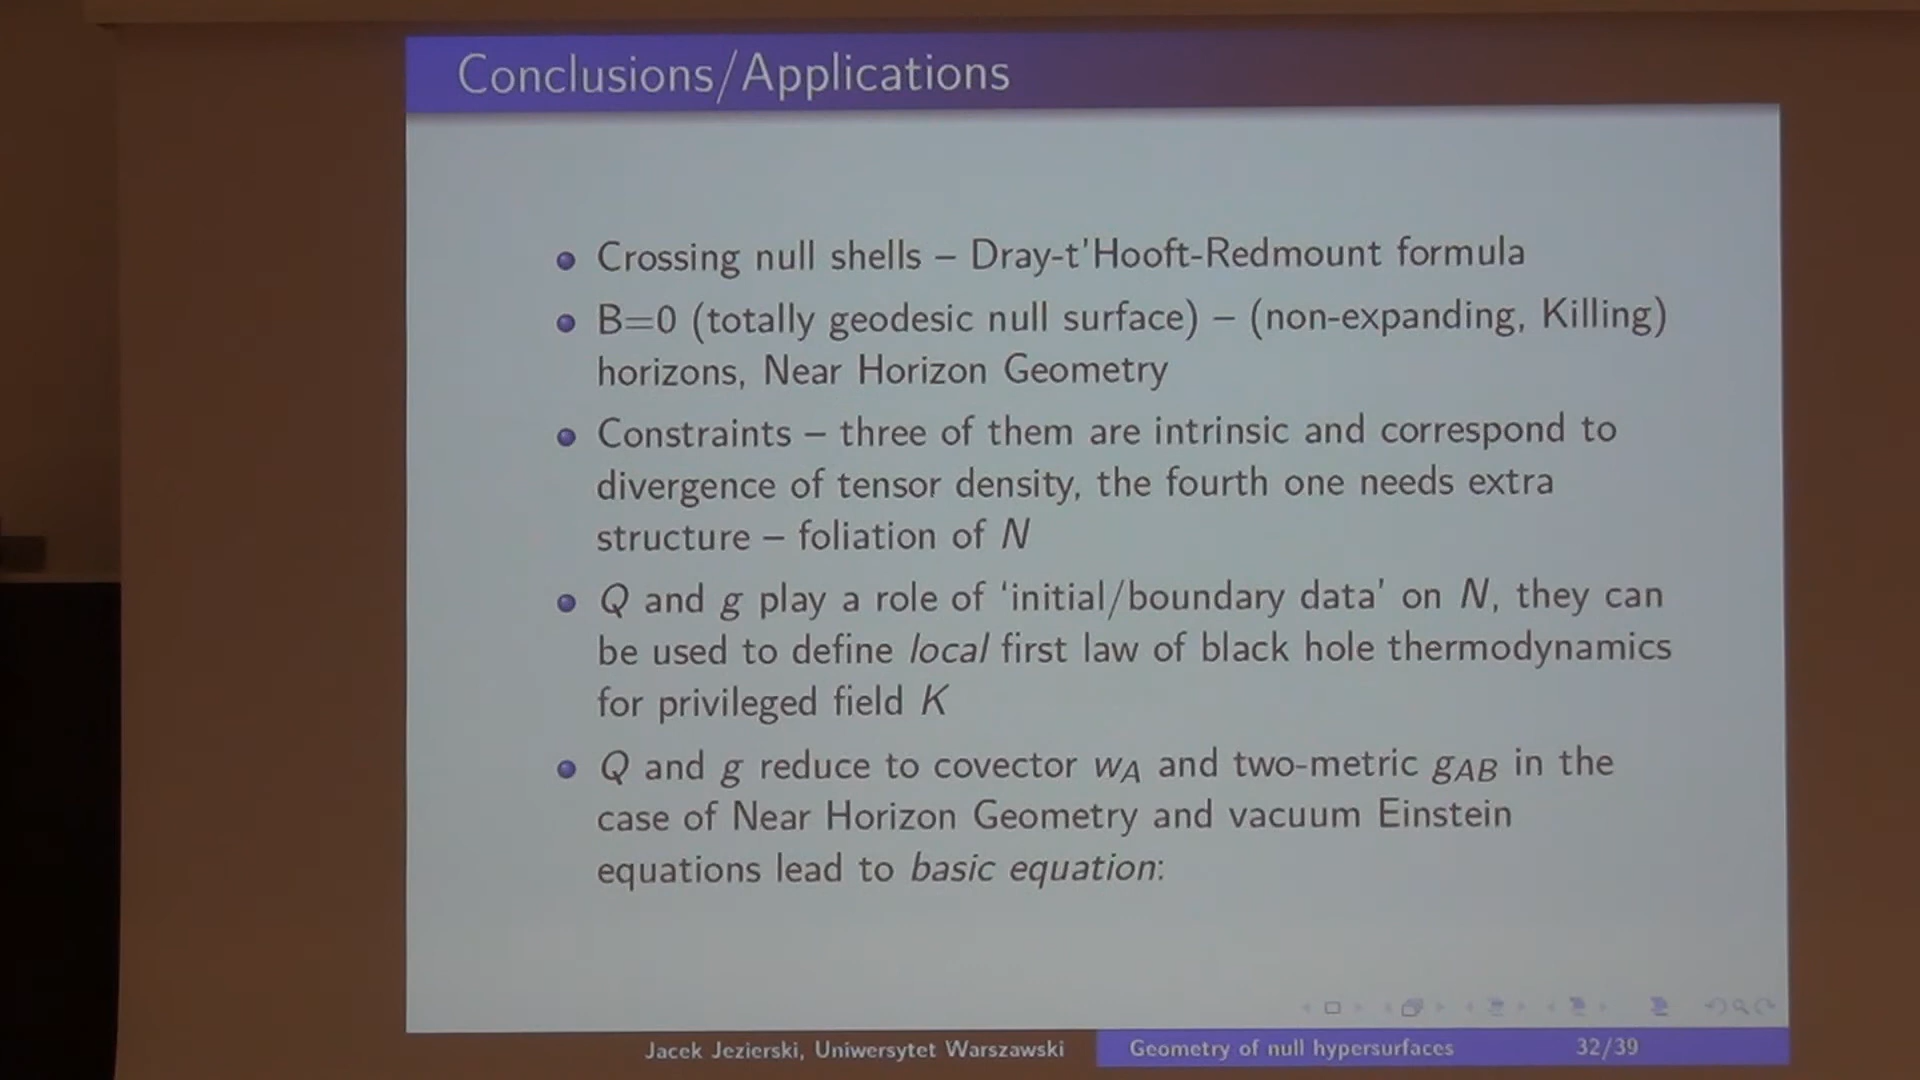 Conclusions/Applications
Crossing null shells – Dray-t'Hooft-Redmount formula
B=0 (totally geodesic null surface) – (non-expanding, Killing)
horizons, Near Horizon Geometry
Constraints – three of them are intrinsic and correspond to
divergence of tensor density, the fourth one needs extra
structure – foliation of N
Q and g play a role of ‘initial/boundary data’ on N, they can
be used to define local first law of black hole thermodynamics
for privileged field K
Q and g reduce to covector w_A and two-metric g_AB in the
case of Near Horizon Geometry and vacuum Einstein
equations lead to basic equation:
Jacek Jezierski, Uniwersytet Warszawski
Geometry of null hypersurfaces
32/39